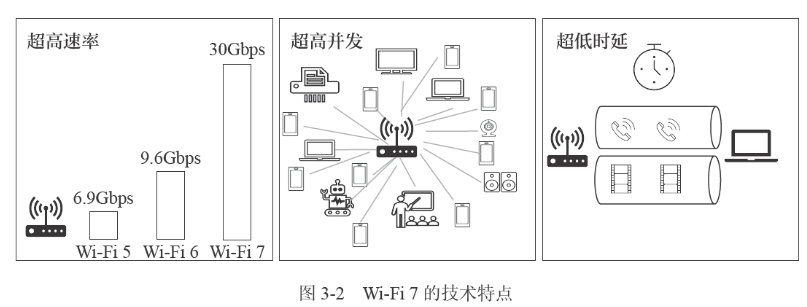 超高速率
30Gbps
9.6Gbps
6.9Gbps
Wi-Fi 5 Wi-Fi 6 Wi-Fi 7
超高并发
超低时延
图 3-2 Wi-Fi 7 的技术特点